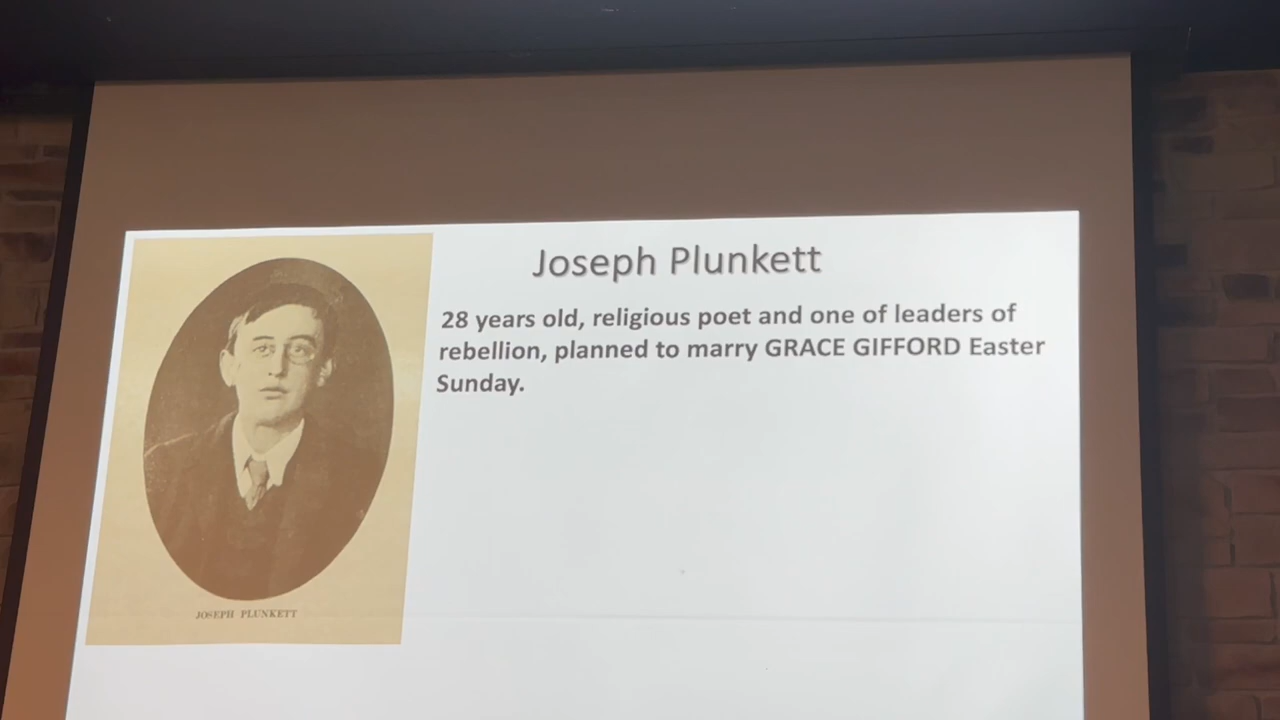 Joseph Plunkett
28 years old, religious poet and one of leaders of
rebellion, planned to marry GRACE GIFFORD Easter
Sunday.
JOSEPH PLUNKETT